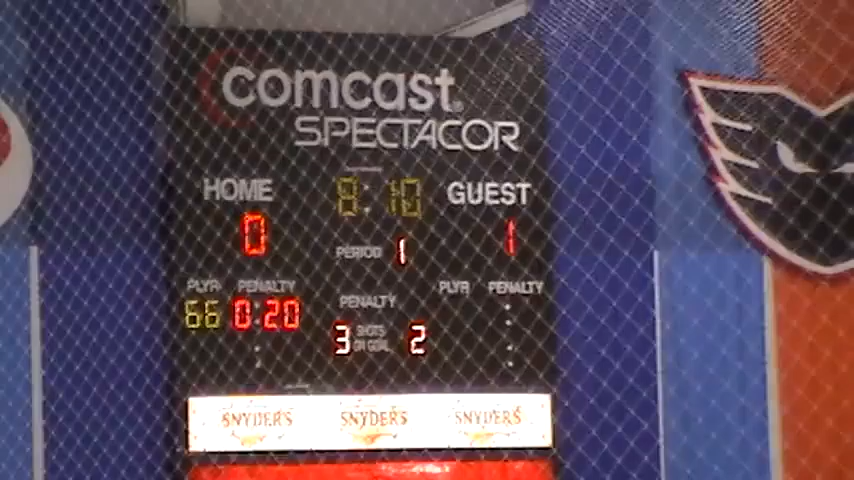 comcast.
SPECTACOR
HOME 8:10 GUEST
0 PERIOD 1 1
PLYR PENALTY PLYR PENALTY
66 0:20 PENALTY
3 SHOTS ON GOAL 2
SNYDER'S SNYDER'S SNYDER'S